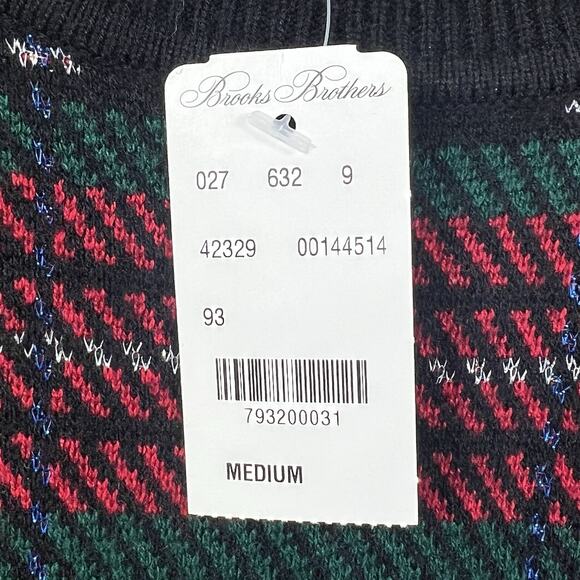 Brooks Brothers
027 632 9
42329 00144514
93
793200031
MEDIUM